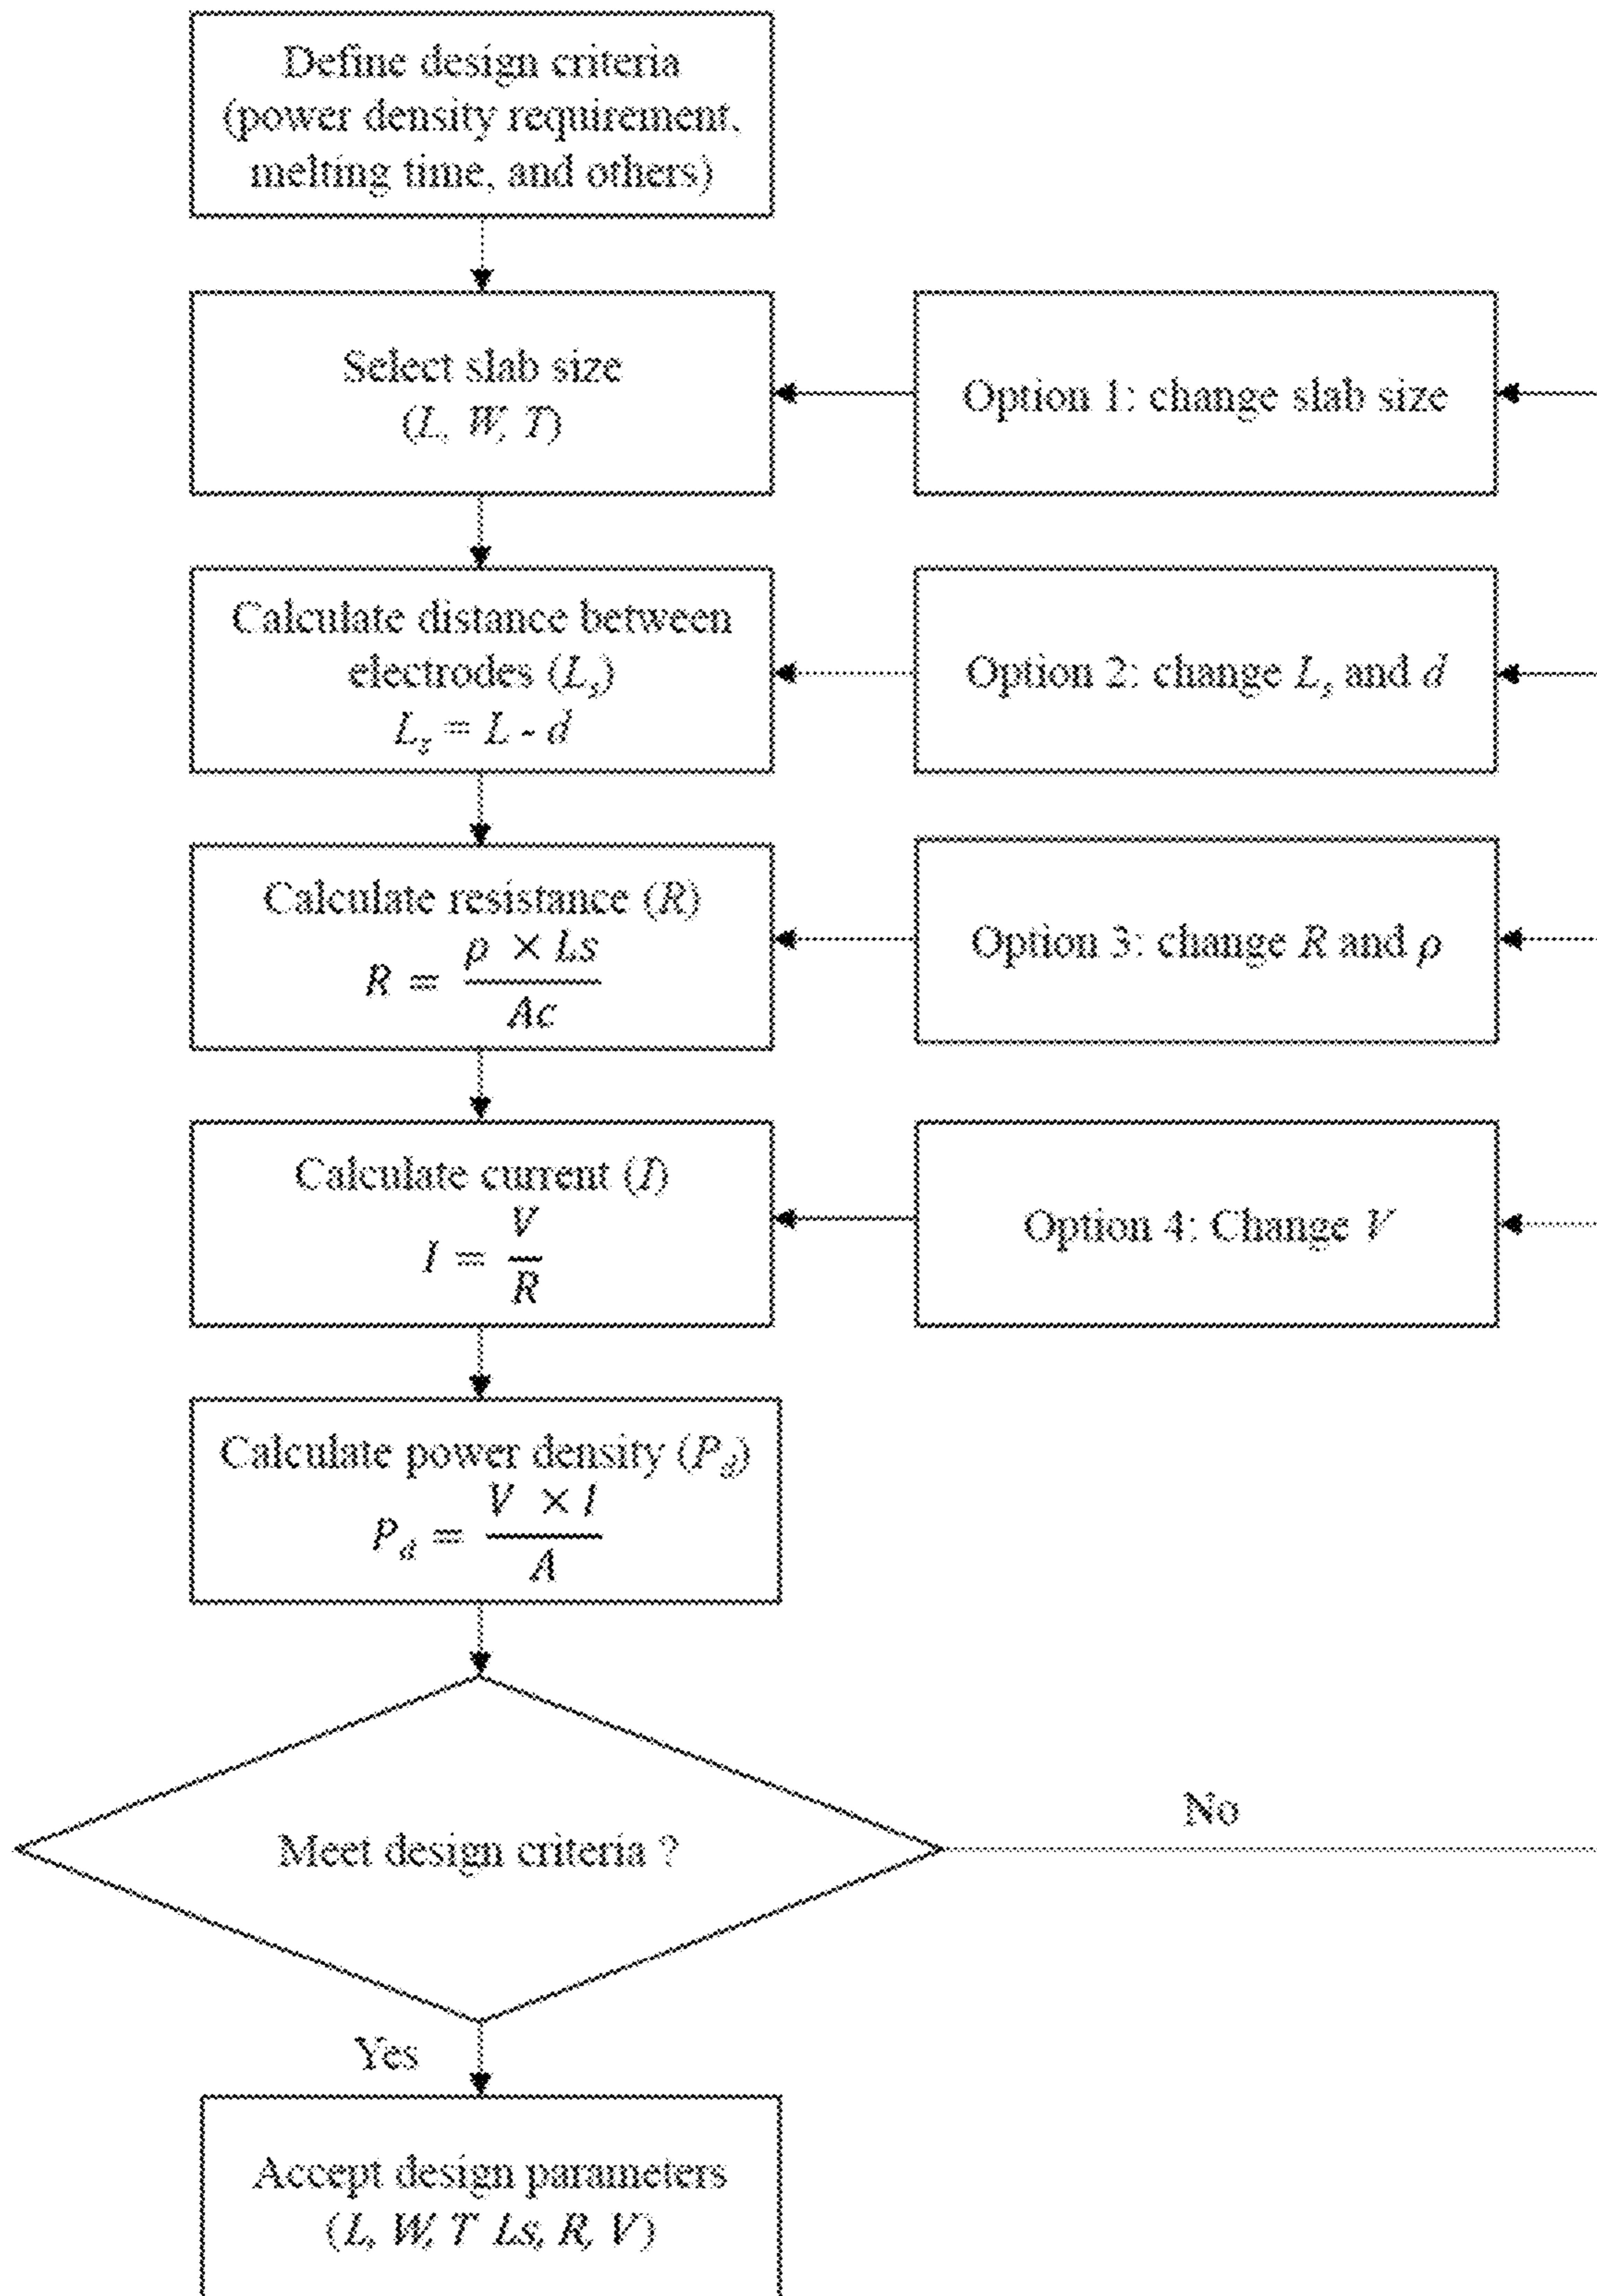 Define design criteria
(power density requirement,
melting time, and others)
Select slab size
(L, W, T)
Option 1: change slab size
Calculate distance between
electrodes (Ls)
Ls = L - d
Option 2: change Ls and d
Calculate resistance (R)
R = ρ × Ls / Ac
Option 3: change R and ρ
Calculate current (I)
I = V / R
Option 4: Change V
Calculate power density (Pd)
Pd = V × I / A
Meet design criteria ?
No
Yes
Accept design parameters
(L, W, T Ls, R, V)